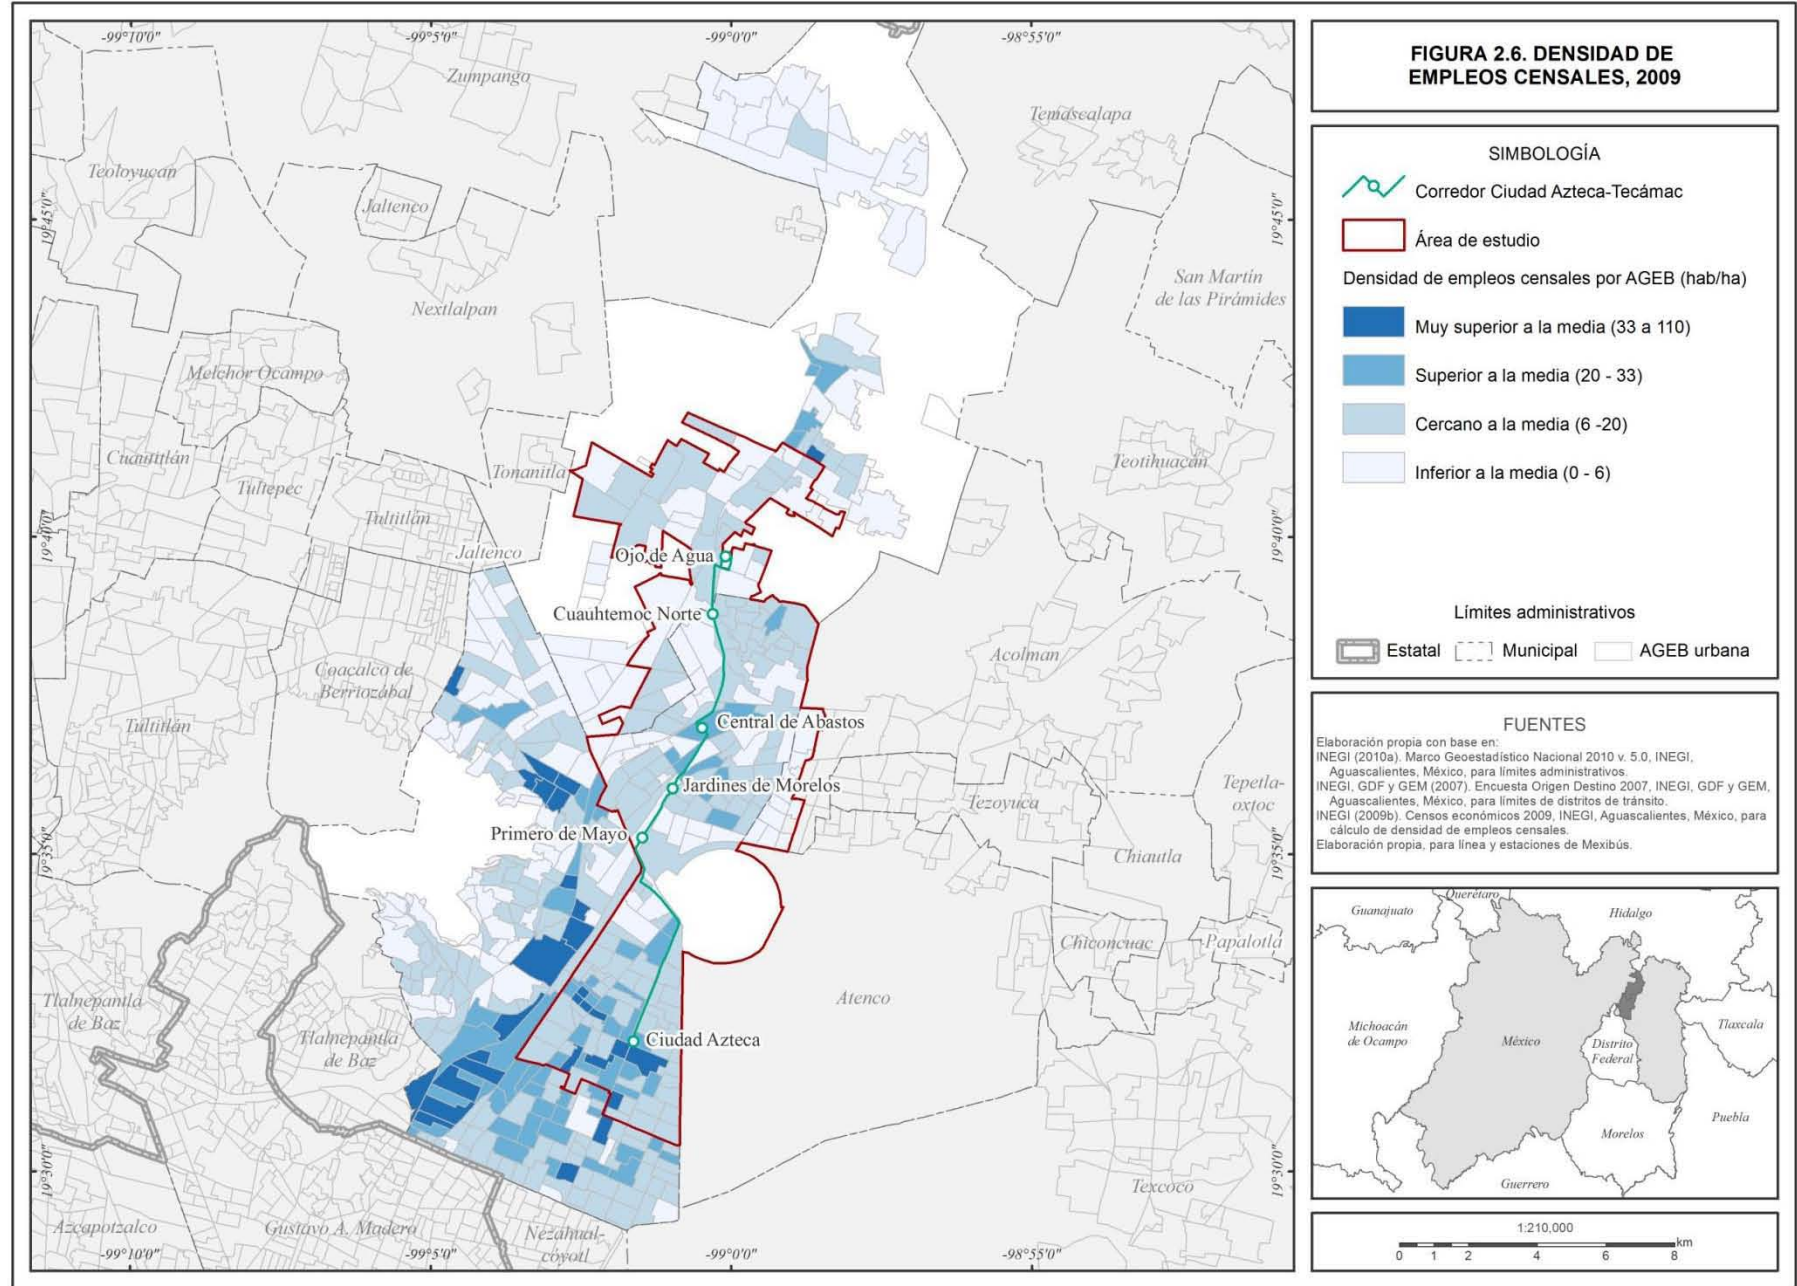 FIGURA 2.6. DENSIDAD DE
EMPLEOS CENSALES, 2009
SIMBOLOGÍA
Corredor Ciudad Azteca-Tecámac
Área de estudio
Densidad de empleos censales por AGEB (hab/ha)
Muy superior a la media (33 a 110)
Superior a la media (20 - 33)
Cercano a la media (6 -20)
Inferior a la media (0 - 6)
Límites administrativos
Estatal
Municipal
AGEB urbana
FUENTES
Elaboración propia con base en:
INEGI (2010a). Marco Geoestadístico Nacional 2010 v. 5.0, INEGI,
Aguascalientes, México, para límites administrativos.
INEGI, GDF y GEM (2007). Encuesta Origen Destino 2007, INEGI, GDF y GEM,
Aguascalientes, México, para límites de distritos de tránsito.
INEGI (2009b). Censos económicos 2009, INEGI, Aguascalientes, México, para
cálculo de densidad de empleos censales.
Elaboración propia, para línea y estaciones de Mexibús.
Querétaro
Guanajuato
Hidalgo
Michoacán
de Ocampo
México
Distrito
Federal
Tlaxcala
Puebla
Morelos
Guerrero
1:210,000
km
0 1 2 4 6 8
-99°10'0"
-99°5'0"
-99°0'0"
-98°55'0"
Zumpango
Temascalapa
Teoloyucan
Jaltenco
19°45'0"
19°45'0"
San Martín
de las Pirámides
Nextlalpan
Melchor Ocampo
Cuautitlán
Tonanitla
Teotihuacán
Tultepec
Tultitlán
19°40'0"
19°40'0"
Jaltenco
Ojo de Agua
Cuauhtemoc Norte
Acolman
Coacalco de
Berriozábal
Tultitlán
Central de Abastos
Jardines de Morelos
Tezoyuca
Tepetla-
oxtoc
Primero de Mayo
19°35'0"
19°35'0"
Chiautla
Chiconcuac
Papalotla
Tlalnepantla
de Baz
Atenco
Tlalnepantla
de Baz
Ciudad Azteca
19°30'0"
19°30'0"
Texcoco
Azcapotzalco
Gustavo A. Madero
Nezahual-
cóyotl
-99°10'0"
-99°5'0"
-99°0'0"
-98°55'0"